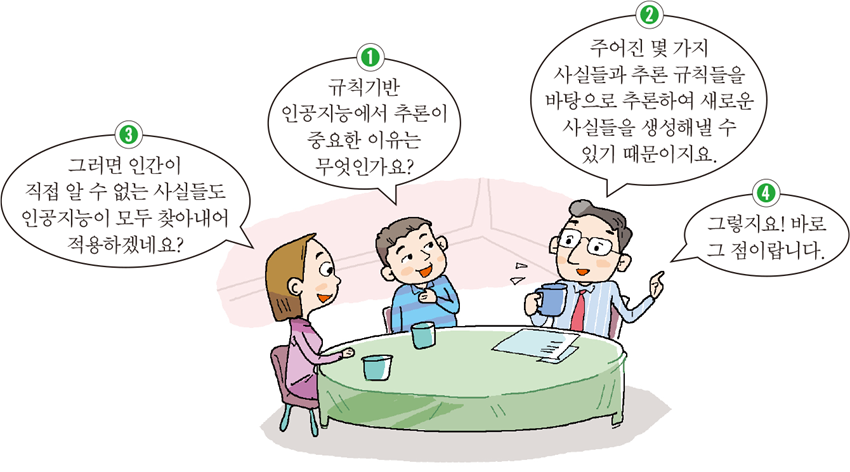 1
규칙기반
인공지능에서 추론이
중요한 이유는
무엇인가요?
2
주어진 몇 가지
사실들과 추론 규칙들을
바탕으로 추론하여 새로운
사실들을 생성해낼 수
있기 때문이지요.
3
그러면 인간이
직접 알 수 없는 사실들도
인공지능이 모두 찾아내어
적용하겠네요?
4
그렇지요! 바로
그 점이랍니다.